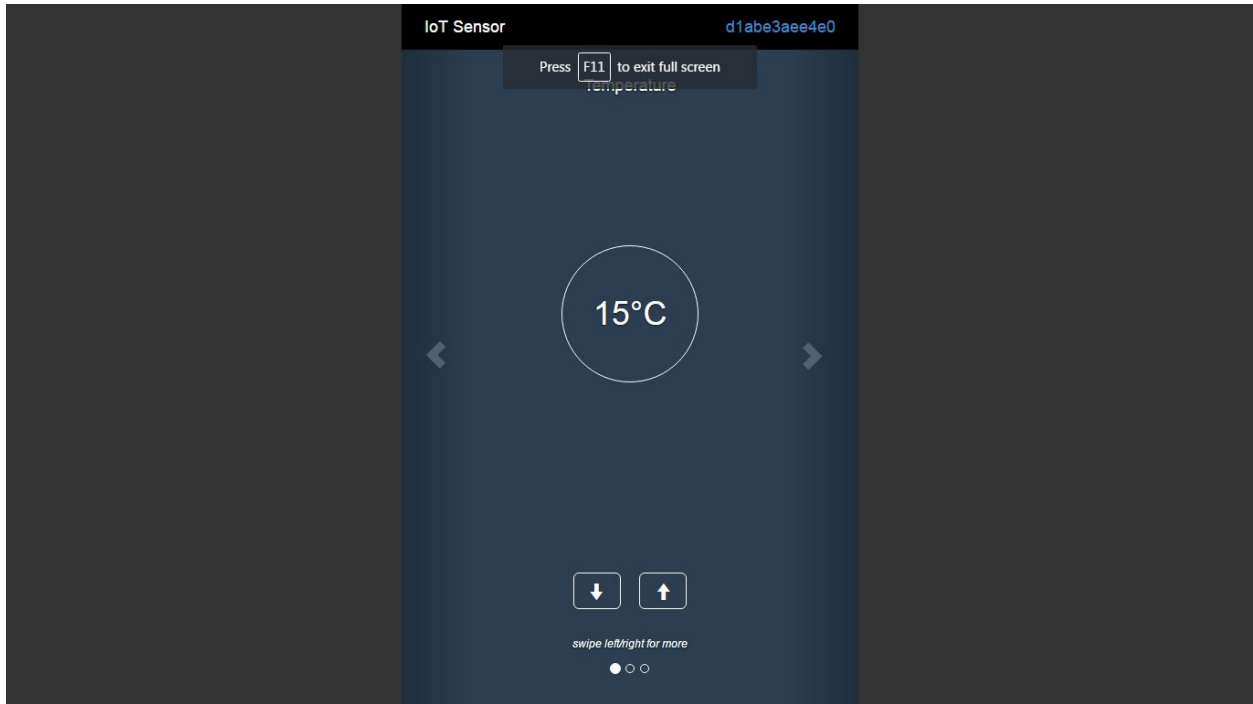 IoT Sensor d1abe3aee4e0
Press F11 to exit full screen
Temperature
15°C
swipe left/right for more